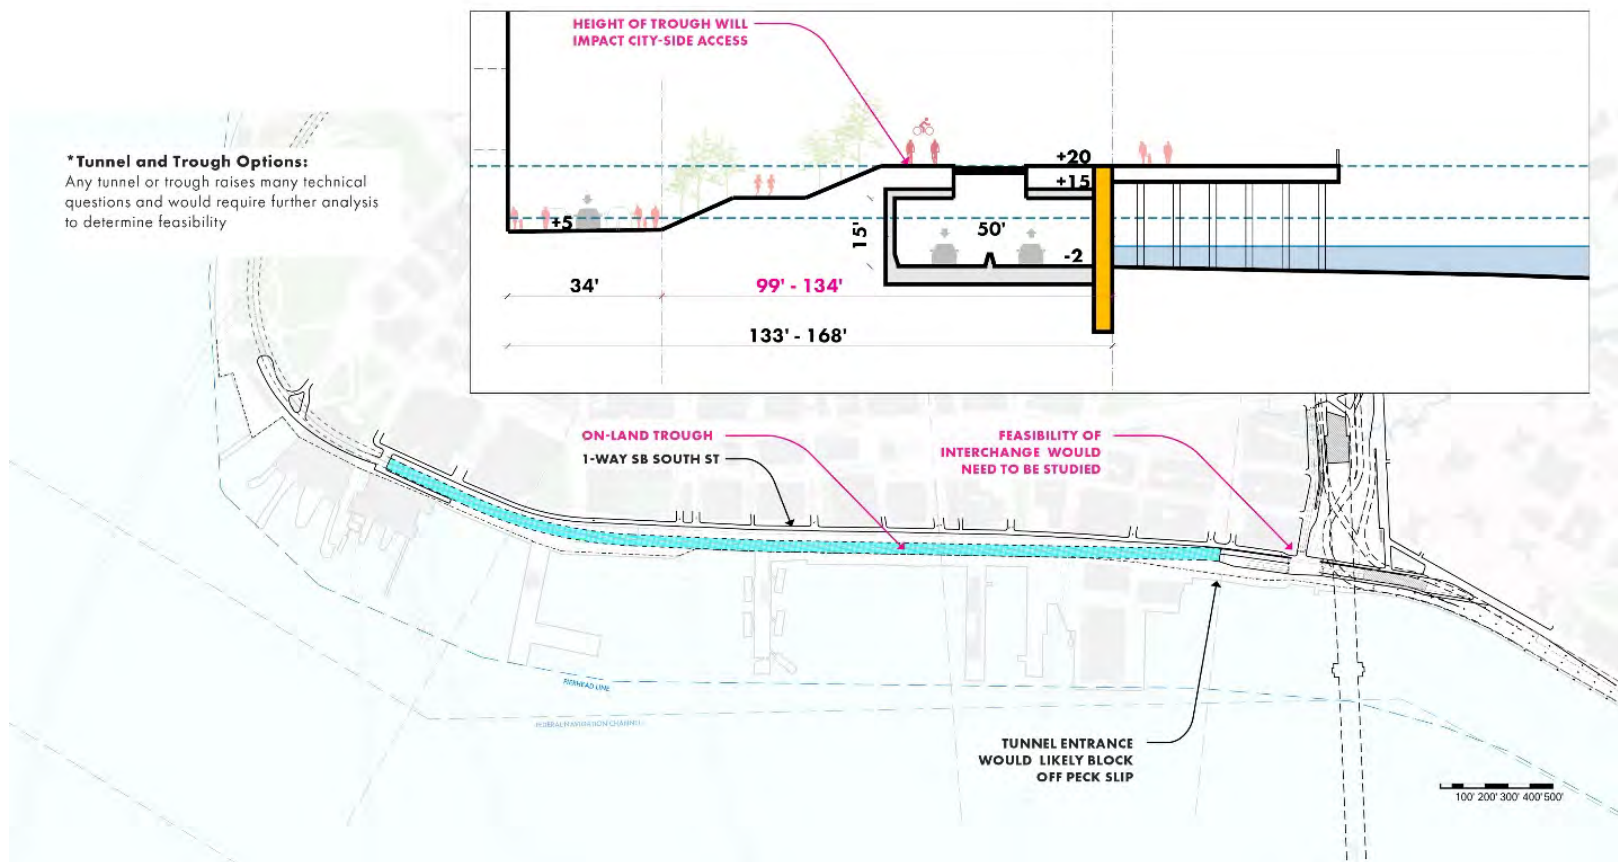 HEIGHT OF TROUGH WILL
IMPACT CITY-SIDE ACCESS
*Tunnel and Trough Options:
Any tunnel or trough raises many technical
questions and would require further analysis
to determine feasibility
+20
+15
+5
15'
50'
-2
34'
99' - 134'
133' - 168'
ON-LAND TROUGH
1-WAY SB SOUTH ST
FEASIBILITY OF
INTERCHANGE WOULD
NEED TO BE STUDIED
PIERHEAD LINE
FEDERAL NAVIGATION CHANNEL
TUNNEL ENTRANCE
WOULD LIKELY BLOCK
OFF PECK SLIP
100' 200' 300' 400' 500'